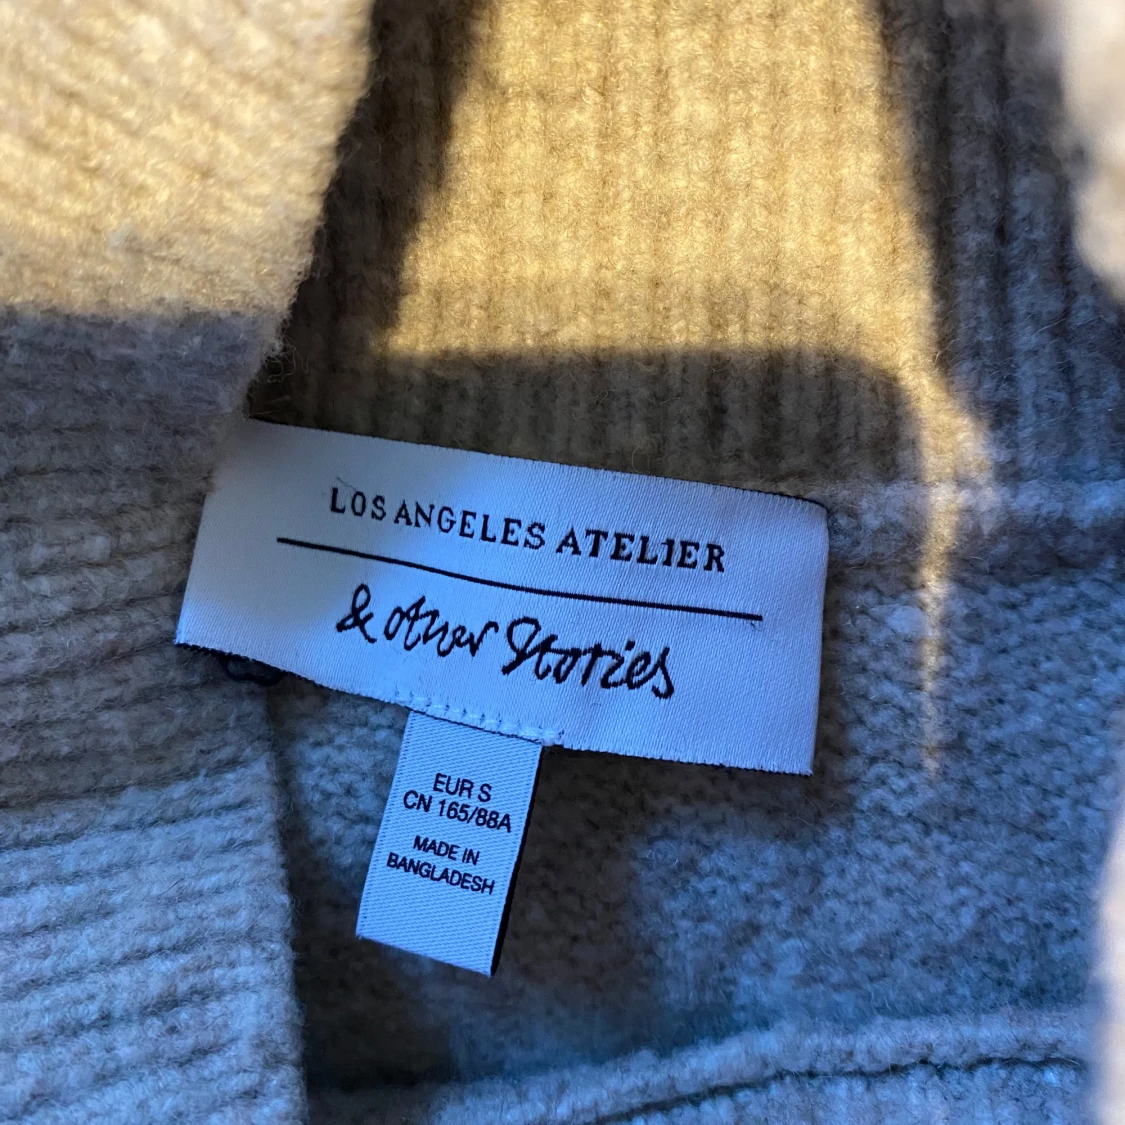 LOS ANGELES ATELIER
& other Stories
EUR S
CN 165/88A
MADE IN
BANGLADESH